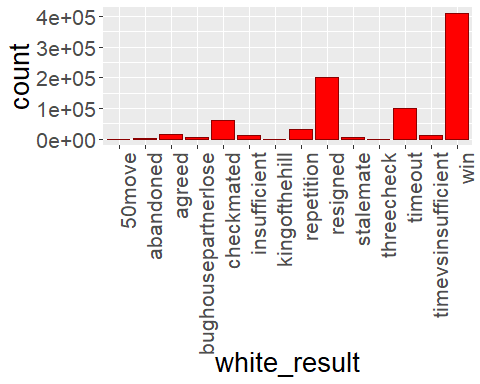 count
4e+05
3e+05
2e+05
1e+05
0e+00
50move
abandoned
agreed
bughousepartnerlose
checkmated
insufficient
kingofthehill
repetition
resigned
stalemate
threecheck
timeout
timevsinsufficient
win
white_result